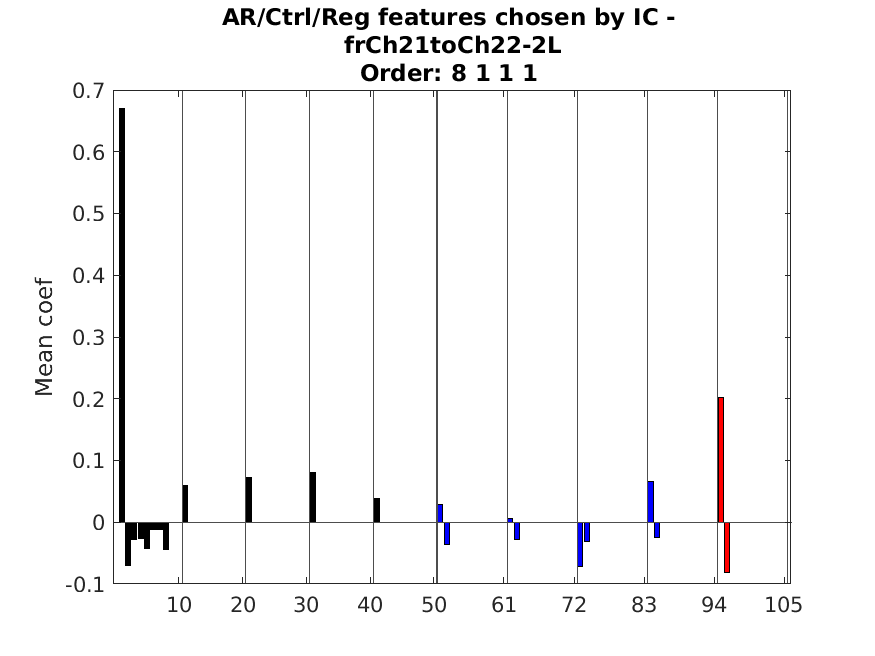 AR/Ctrl/Reg features chosen by IC -
frCh21toCh22-2L
Order: 8 1 1 1
0.7
0.6
0.5
0.4
0.3
0.2
0.1
0
-0.1
Mean coef
10 20 30 40 50 61 72 83 94 105